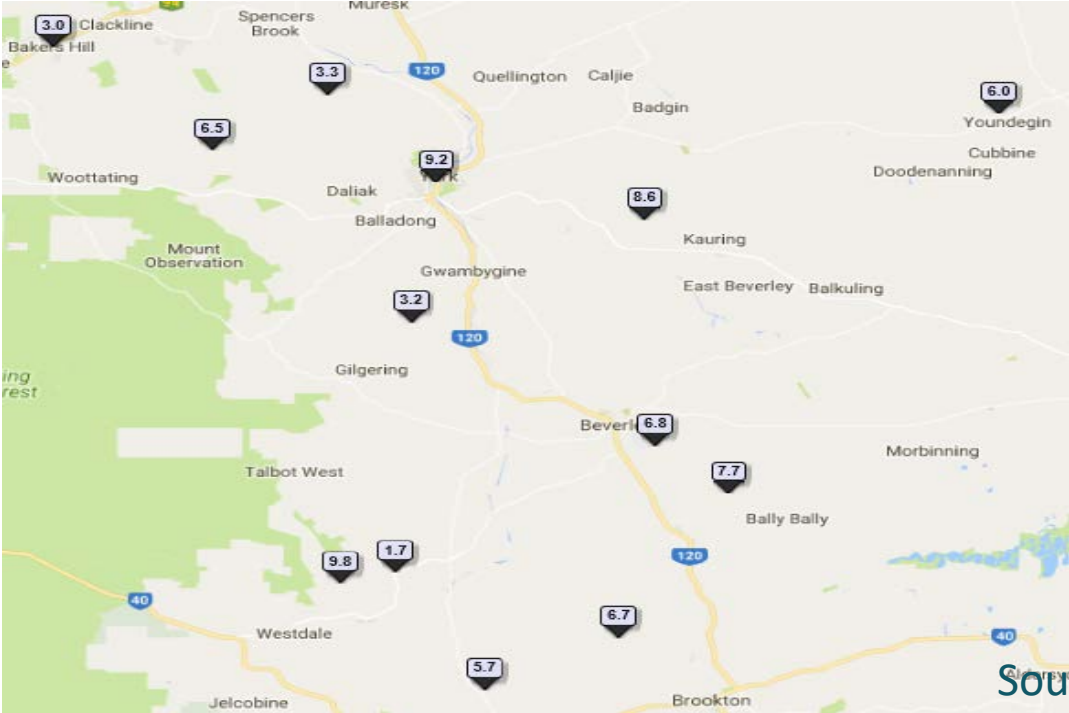 Muresk
Spencers
Brook
3.0
Clackline
Bakers Hill
e
3.3
120
Quellington
Caljie
6.0
Badgin
Youndegin
6.5
Cubbine
9.2
Woottating
Daliak
Doodenanning
8.6
Balladong
Kauring
Mount
Observation
Gwambygine
East Beverley
Balkuling
3.2
120
Gilgering
ing
rest
6.8
Morbinning
Talbot West
7.7
Bally Bally
1.7
9.8
120
40
6.7
Westdale
40
5.7
Sou
Jelcobine
Brookton